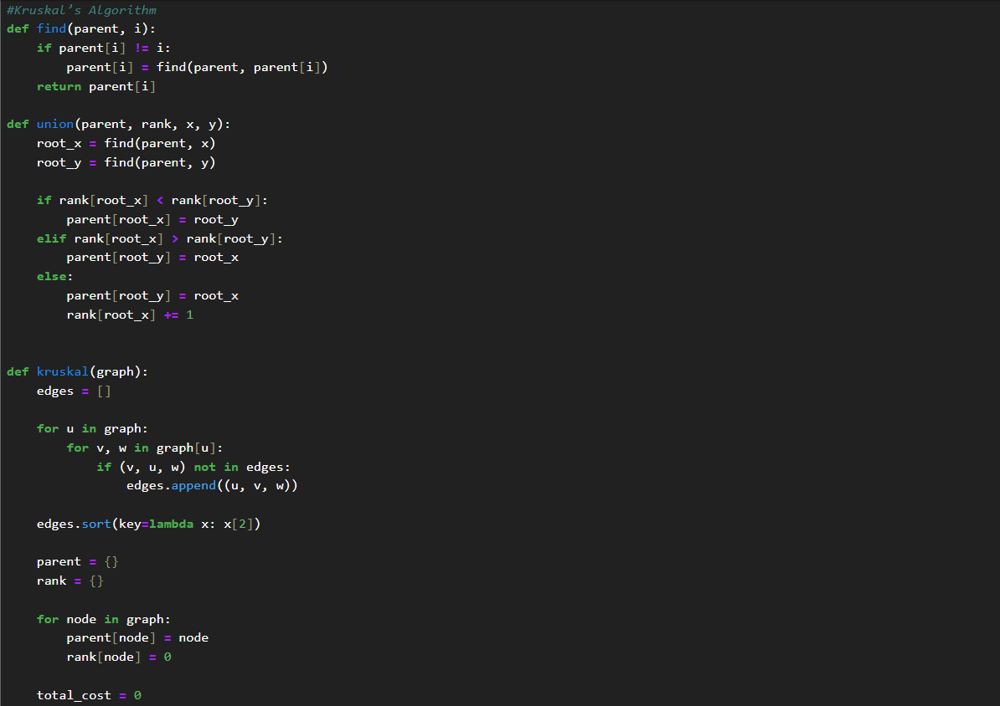 #Kruskal’s Algorithm
def find(parent, i):
    if parent[i] != i:
        parent[i] = find(parent, parent[i])
    return parent[i]

def union(parent, rank, x, y):
    root_x = find(parent, x)
    root_y = find(parent, y)

    if rank[root_x] < rank[root_y]:
        parent[root_x] = root_y
    elif rank[root_x] > rank[root_y]:
        parent[root_y] = root_x
    else:
        parent[root_y] = root_x
        rank[root_x] += 1


def kruskal(graph):
    edges = []

    for u in graph:
        for v, w in graph[u]:
            if (v, u, w) not in edges:
                edges.append((u, v, w))

    edges.sort(key=lambda x: x[2])

    parent = {}
    rank = {}

    for node in graph:
        parent[node] = node
        rank[node] = 0

    total_cost = 0